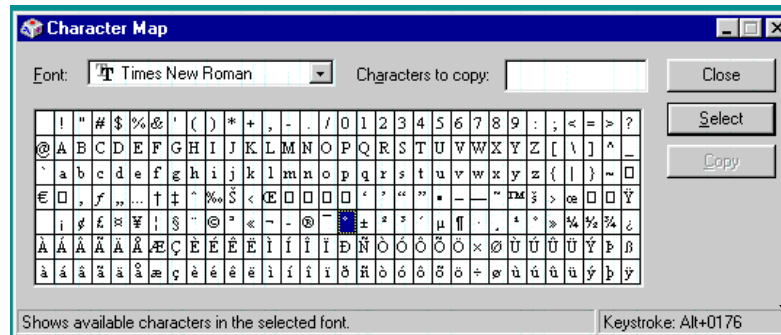 Character Map
Font: Times New Roman Characters to copy: Close
! " # $ % & ' ( ) * + , - . / 0 1 2 3 4 5 6 7 8 9 : ; < = > ?
Select
@ A B C D E F G H I J K L M N O P Q R S T U V W X Y Z [ \ ] ^ _
` a b c d e f g h i j k l m n o p q r s t u v w x y z { | } ~ □
Copy
€ □ ‚ ƒ „ … † ‡ ˆ ‰ Š ‹ Œ □ □ □ □ ‘ ’ “ ” • – — ˜ ™ š › œ □ □ Ÿ
¡ ¢ £ ¤ ¥ ¦ § ¨ © ª « ¬ - ® ¯ ° ± ² ³ ´ µ ¶ · ¸ ¹ º » ¼ ½ ¾ ¿
À Á Â Ã Ä Å Æ Ç È É Ê Ë Ì Í Î Ï Ð Ñ Ò Ó Ô Õ Ö × Ø Ù Ú Û Ü Ý Þ ß
à á â ã ä å æ ç è é ê ë ì í î ï ð ñ ò ó ô õ ö ÷ ø ù ú û ü ý þ ÿ
Shows available characters in the selected font. Keystroke: Alt+0176